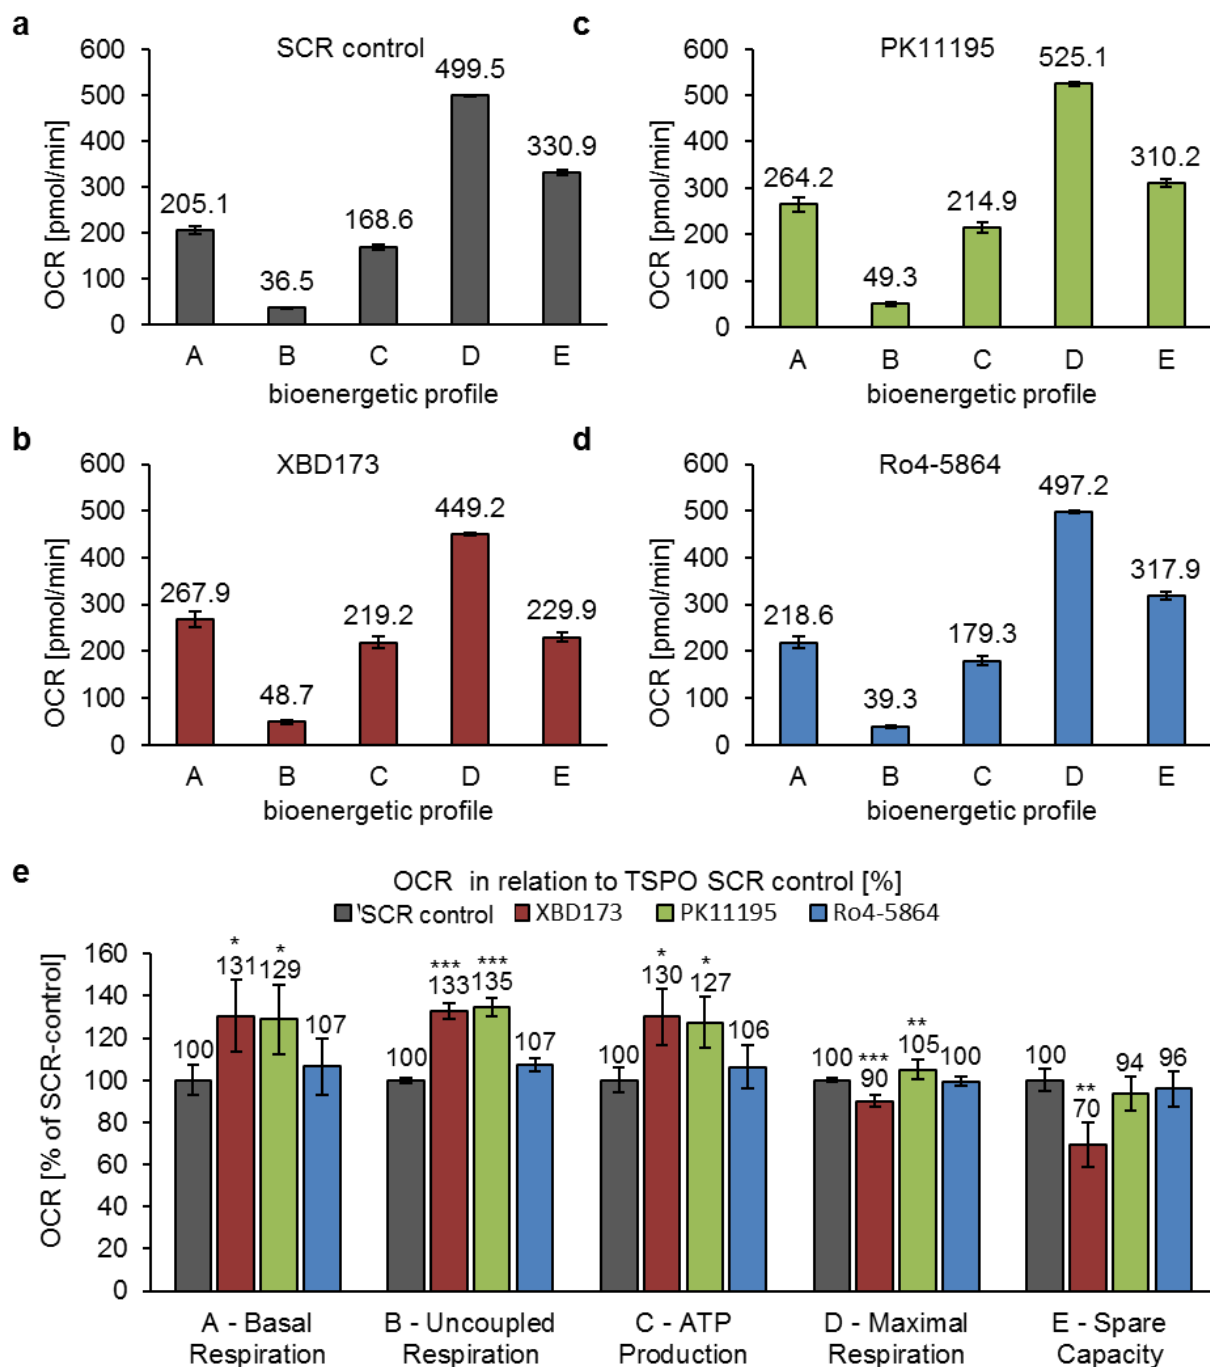 a
SCR control
600
500
400
300
200
100
0
OCR [pmol/min]
205.1
36.5
168.6
499.5
330.9
A B C D E
bioenergetic profile
c
PK11195
600
500
400
300
200
100
0
OCR [pmol/min]
264.2
49.3
214.9
525.1
310.2
A B C D E
bioenergetic profile
b
XBD173
600
500
400
300
200
100
0
OCR [pmol/min]
267.9
48.7
219.2
449.2
229.9
A B C D E
bioenergetic profile
d
Ro4-5864
600
500
400
300
200
100
0
OCR [pmol/min]
218.6
39.3
179.3
497.2
317.9
A B C D E
bioenergetic profile
e
OCR in relation to TSPO SCR control [%]
'SCR control XBD173 PK11195 Ro4-5864
160
140
120
100
80
60
40
20
0
OCR [% of SCR-control]
* * *** *** * * *** ** **
100 131 129 107
100 133 135 107
100 130 127 106
100 90 105 100
100 70 94 96
A - Basal Respiration
B - Uncoupled Respiration
C - ATP Production
D - Maximal Respiration
E - Spare Capacity